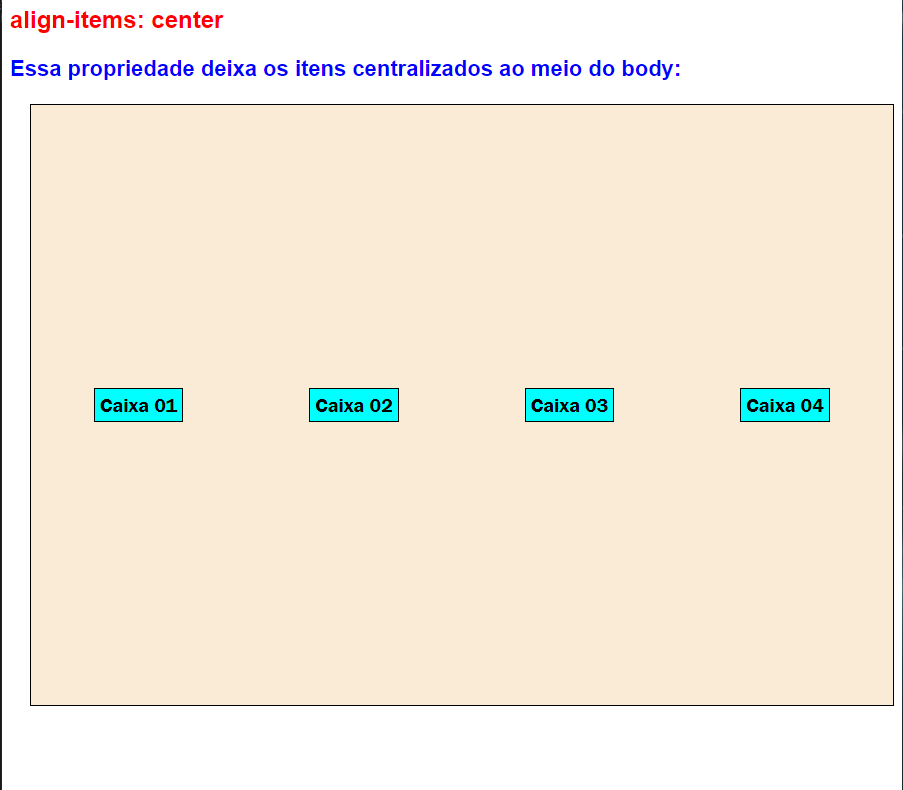 align-items: center
Essa propriedade deixa os itens centralizados ao meio do body:
Caixa 01 Caixa 02 Caixa 03 Caixa 04